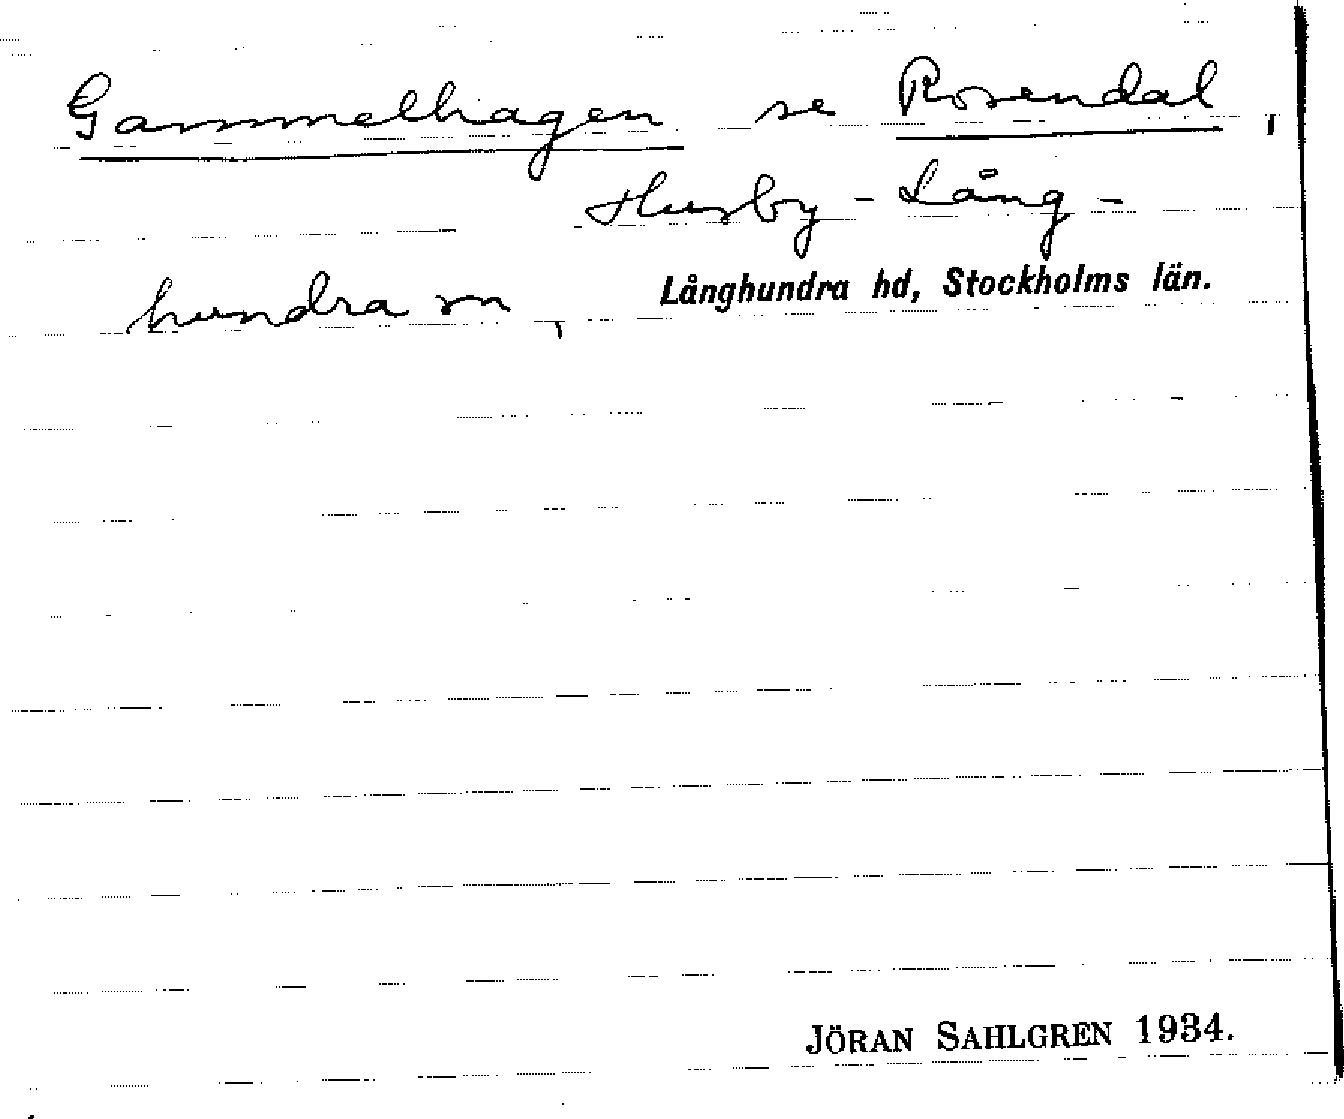 Gammelhagen se Rosendal,
Husby-Lång-
hundra sn, Långhundra hd, Stockholms län.
JÖRAN SAHLGREN 1934.